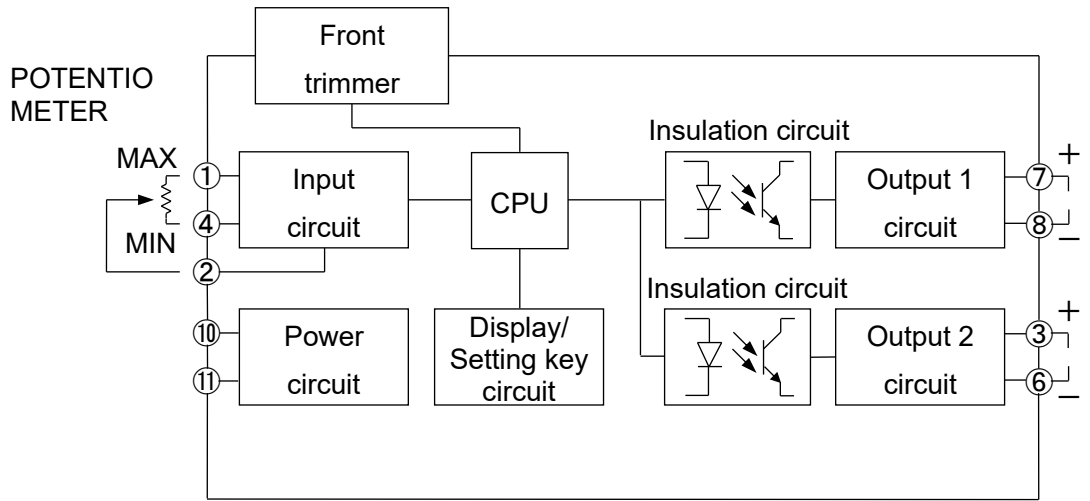 Front
trimmer
POTENTIO
METER
MAX
①
④
MIN
②
Input
circuit
CPU
Insulation circuit
Output 1
circuit
⑦
+
⑧
−
⑩
⑪
Power
circuit
Display/
Setting key
circuit
Insulation circuit
Output 2
circuit
③
+
⑥
−